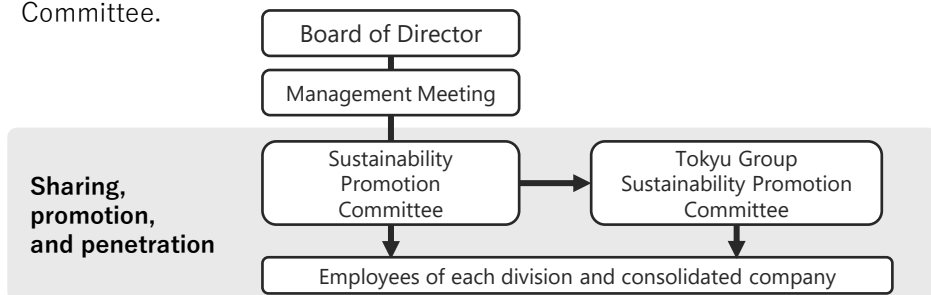 Committee.
Board of Director
Management Meeting
Sharing,
promotion,
and penetration
Sustainability
Promotion
Committee
Tokyu Group
Sustainability Promotion
Committee
Employees of each division and consolidated company